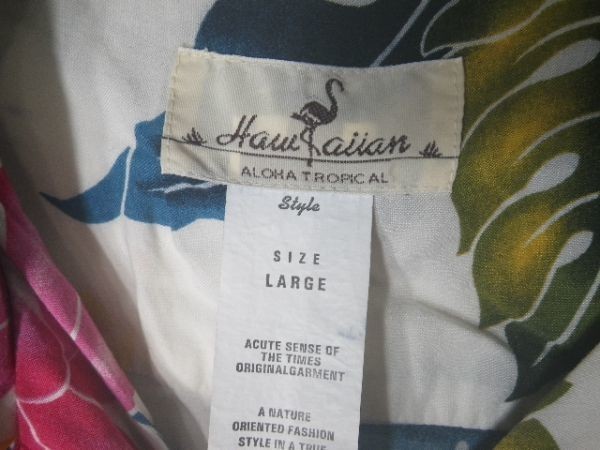 Hawaiian
ALOHA TROPICAL
Style
SIZE
LARGE
ACUTE SENSE OF
THE TIMES
ORIGINALGARMENT
A NATURE
ORIENTED FASHION
STYLE IN A TRUE